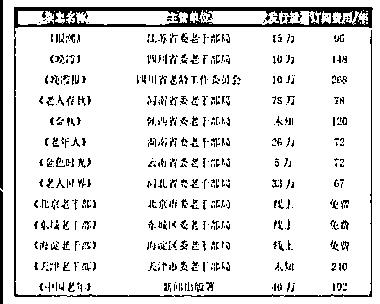 报志名称 主管单位 发行量 订阅费用/年
《银潮》 江苏省委老干部局 15万 96
《晚霞》 四川省委老干部局 10万 148
《晚霞报》 四川省老龄工作委员会 10万 268
《老人春秋》 河南省委老干部局 75万 78
《金秋》 陕西省委老干部局 未知 120
《老年人》 湖南省委老干部局 26万 72
《金色时光》 云南省委老干部局 5万 72
《老人世界》 河北省委老干部局 33万 67
《北京老干部》 北京市委老干部局 线上 免费
《东城老干部》 东城区委老干部局 线上 免费
《海淀老干部》 海淀区委老干部局 线上 免费
《天津老干部》 天津市委老干部局 未知 240
《中国老年》 新闻出版署 40万 192